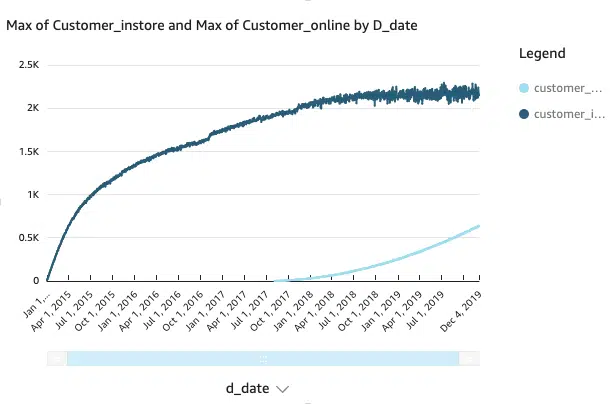 Max of Customer_instore and Max of Customer_online by D_date
Legend
customer_...
customer_i...
2.5K
2K
1.5K
1K
0.5K
0
Jan 1...
Apr 1, 2015
Jul 1, 2015
Oct 1, 2015
Jan 1, 2016
Apr 1, 2016
Jul 1, 2016
Oct 1, 2016
Jan 1, 2017
Apr 1, 2017
Jul 1, 2017
Oct 1, 2017
Jan 1, 2018
Apr 1, 2018
Jul 1, 2018
Oct 1, 2018
Jan 1, 2019
Apr 1, 2019
Jul 1, 2019
Dec 4, 2019
d_date